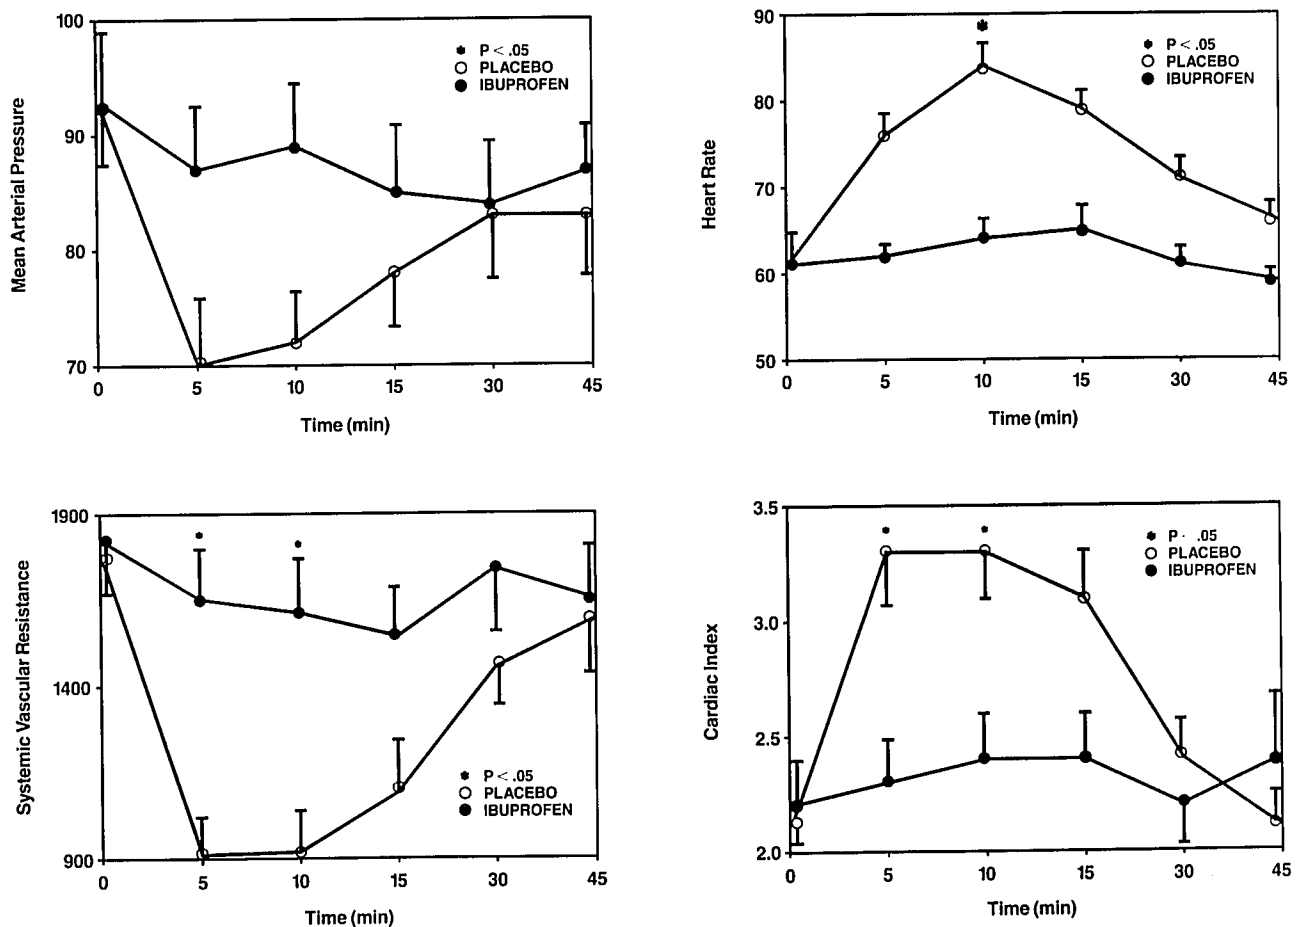 100
90
80
70
Mean Arterial Pressure
* P < .05
PLACEBO
IBUPROFEN
0 5 10 15 30 45
Time (min)
90
80
70
60
50
Heart Rate
*
* P < .05
PLACEBO
IBUPROFEN
0 5 10 15 30 45
Time (min)
1900
1400
900
Systemic Vascular Resistance
* *
* P < .05
PLACEBO
IBUPROFEN
0 5 10 15 30 45
Time (min)
3.5
3.0
2.5
2.0
Cardiac Index
* *
* P · .05
PLACEBO
IBUPROFEN
0 5 10 15 30 45
Time (min)